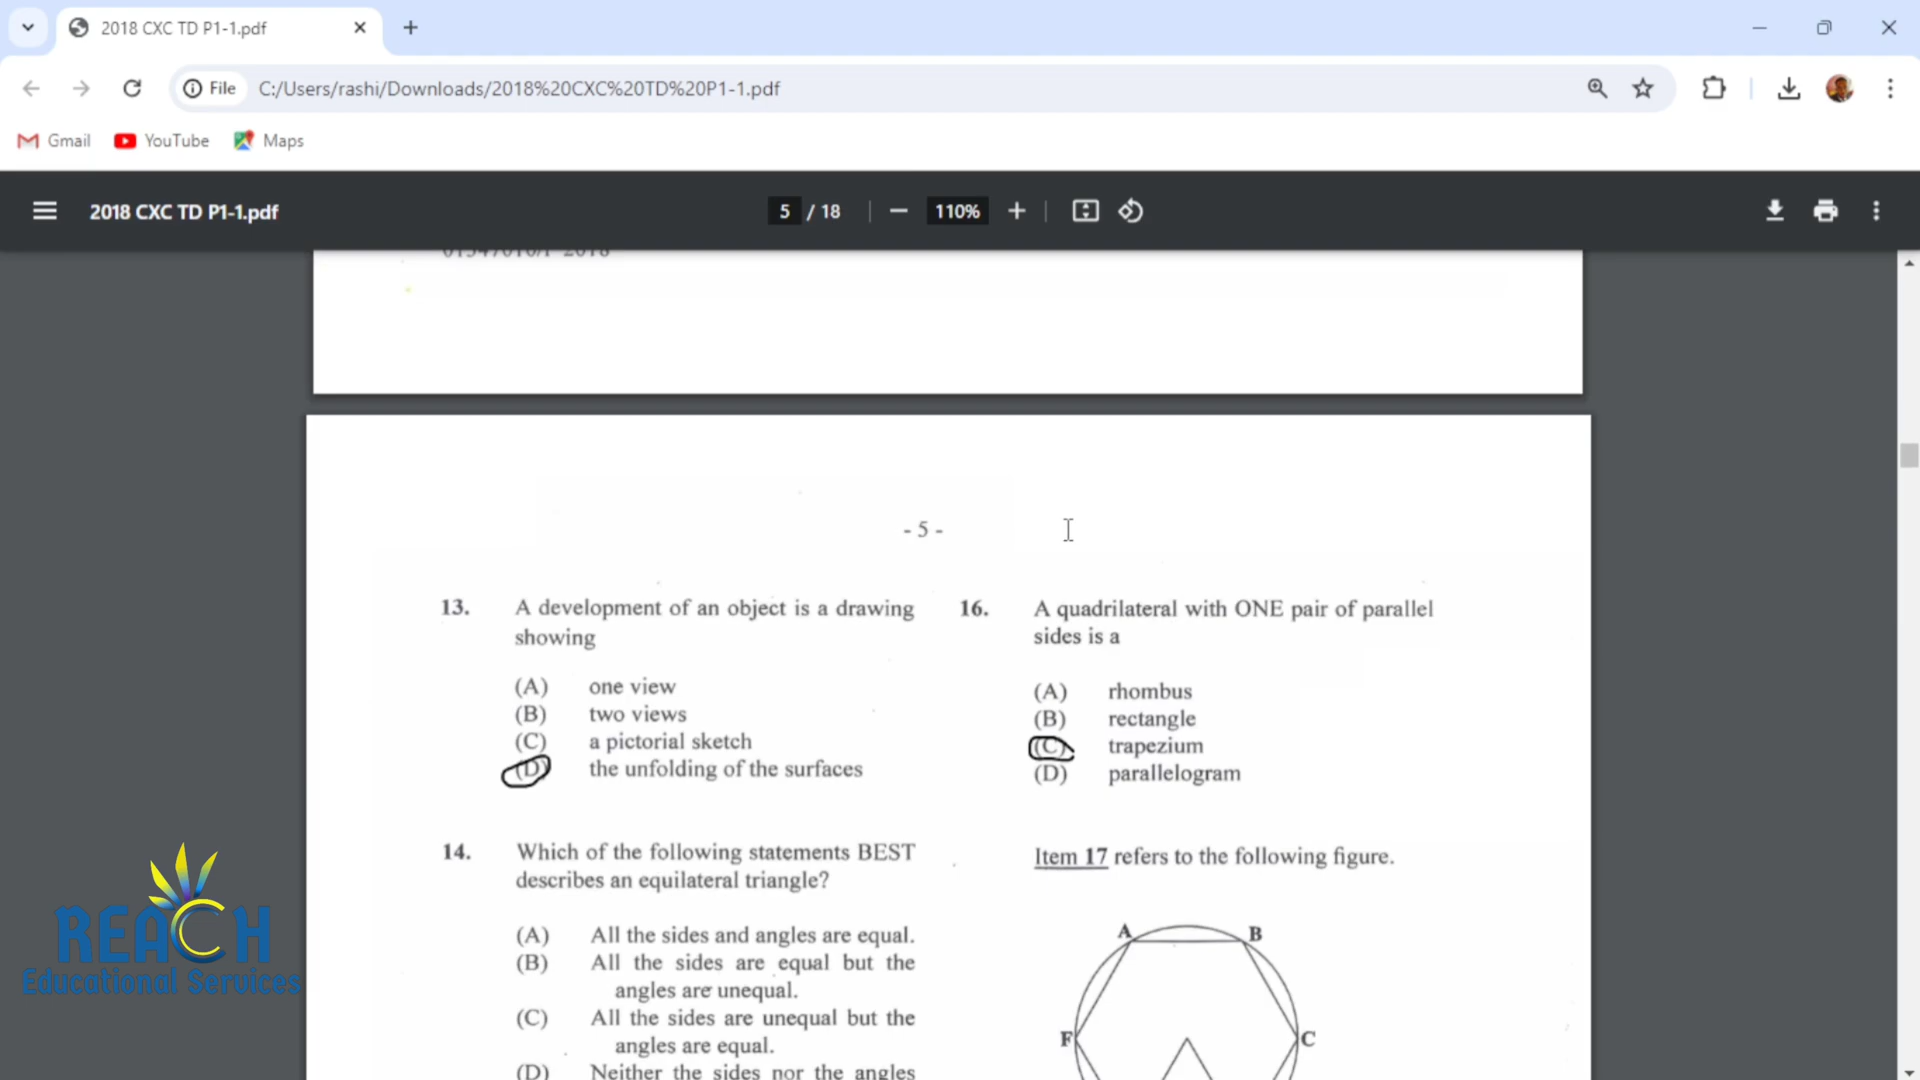 2018 CXC TD P1-1.pdf
File
C:/Users/rashi/Downloads/2018%20CXC%20TD%20P1-1.pdf
Gmail
YouTube
Maps
2018 CXC TD P1-1.pdf
5 / 18
110%
- 5 -
13. A development of an object is a drawing
showing
(A) one view
(B) two views
(C) a pictorial sketch
(D) the unfolding of the surfaces
14. Which of the following statements BEST
describes an equilateral triangle?
(A) All the sides and angles are equal.
(B) All the sides are equal but the
angles are unequal.
(C) All the sides are unequal but the
angles are equal.
(D) Neither the sides nor the angles
16. A quadrilateral with ONE pair of parallel
sides is a
(A) rhombus
(B) rectangle
(C) trapezium
(D) parallelogram
Item 17 refers to the following figure.
A
B
F
C
REACH
Educational Services